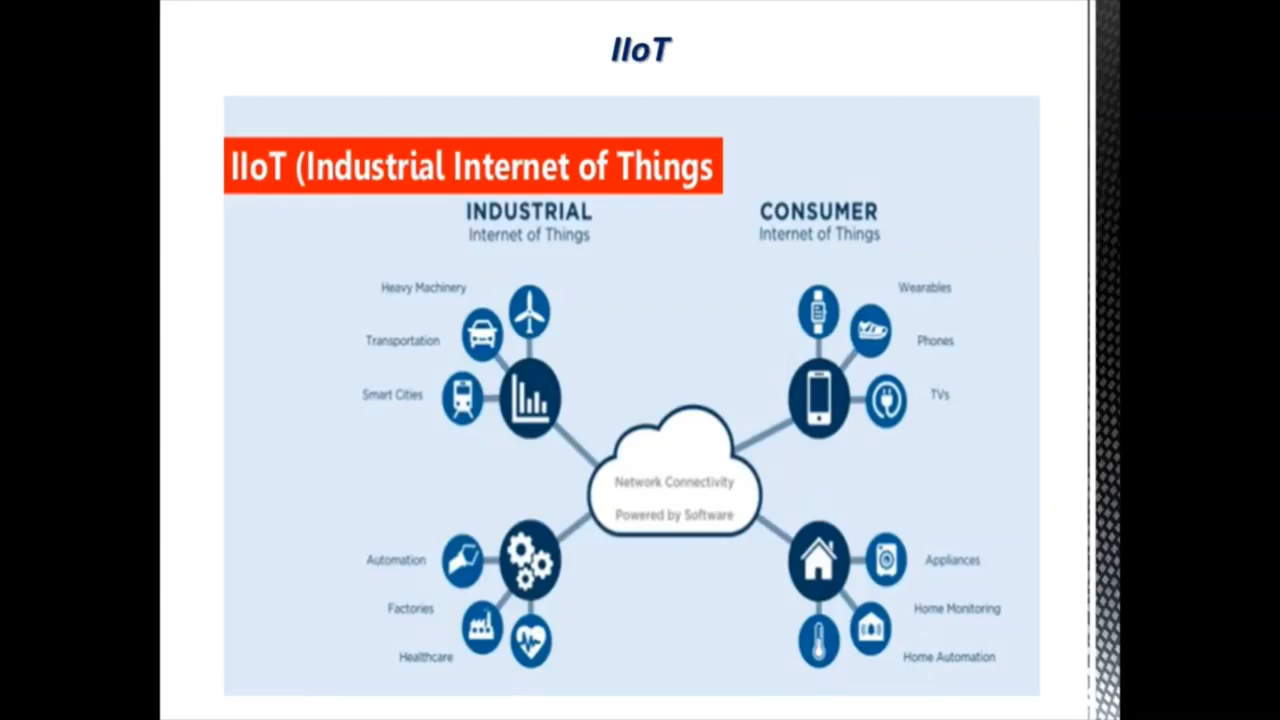 IIoT
IIoT (Industrial Internet of Things
INDUSTRIAL
Internet of Things
Heavy Machinery
Transportation
Smart Cities
Automation
Factories
Healthcare
Network Connectivity
Powered by Software
CONSUMER
Internet of Things
Wearables
Phones
TVs
Appliances
Home Monitoring
Home Automation